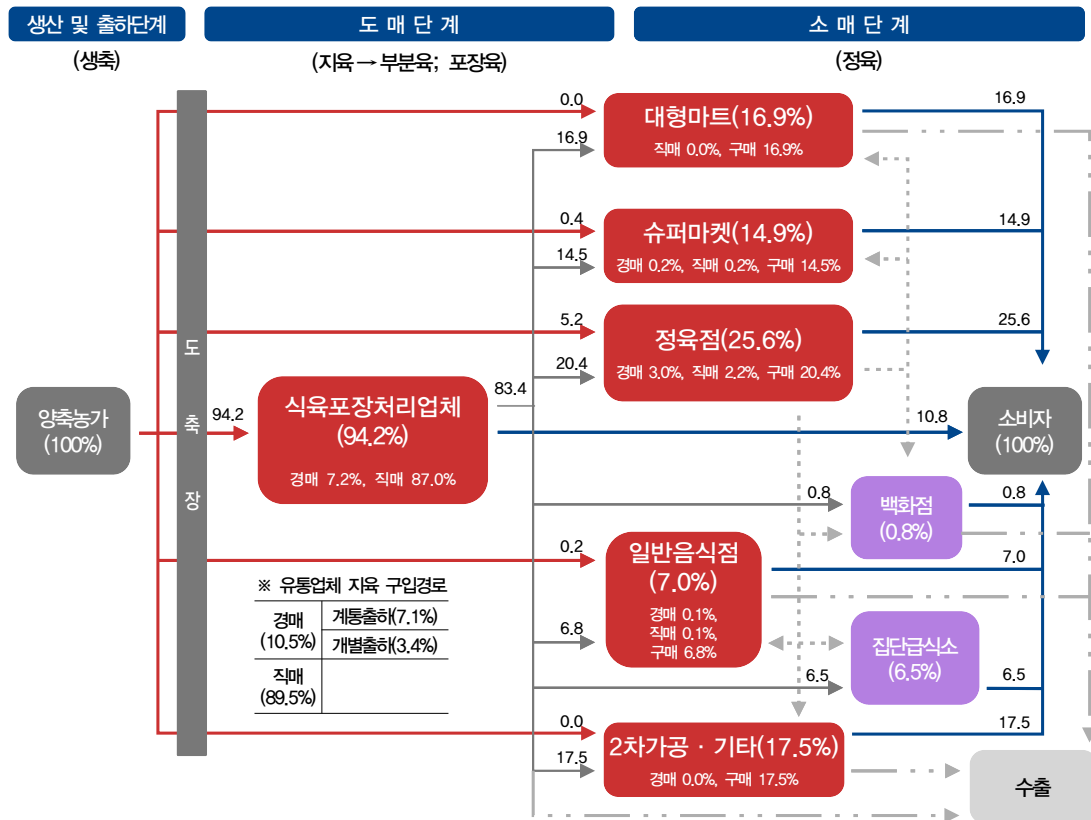 생산 및 출하단계
도 매 단 계
소 매 단 계
(생축)
(지육→부분육; 포장육)
(정육)
도
축
장
양축농가
(100%)
94.2
식육포장처리업체
(94.2%)
경매 7.2%, 직매 87.0%
83.4
0.0
16.9
대형마트(16.9%)
직매 0.0%, 구매 16.9%
16.9
0.4
14.5
슈퍼마켓(14.9%)
경매 0.2%, 직매 0.2%, 구매 14.5%
14.9
5.2
20.4
정육점(25.6%)
경매 3.0%, 직매 2.2%, 구매 20.4%
25.6
10.8
소비자
(100%)
0.8
백화점
(0.8%)
0.8
0.2
6.8
일반음식점
(7.0%)
경매 0.1%,
직매 0.1%,
구매 6.8%
7.0
6.5
집단급식소
(6.5%)
6.5
0.0
17.5
2차가공 · 기타(17.5%)
경매 0.0%, 구매 17.5%
17.5
수출
※ 유통업체 지육 구입경로
경매
(10.5%)
계통출하(7.1%)
개별출하(3.4%)
직매
(89.5%)